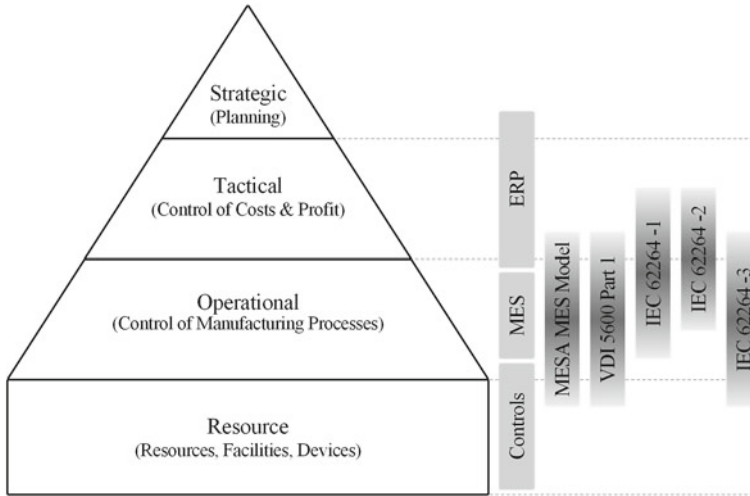 Strategic
(Planning)
Tactical
(Control of Costs & Profit)
Operational
(Control of Manufacturing Processes)
Resource
(Resources, Facilities, Devices)
ERP
MES
Controls
MESA MES Model
VDI 5600 Part 1
IEC 62264 -1
IEC 62264 -2
IEC 62264 -3